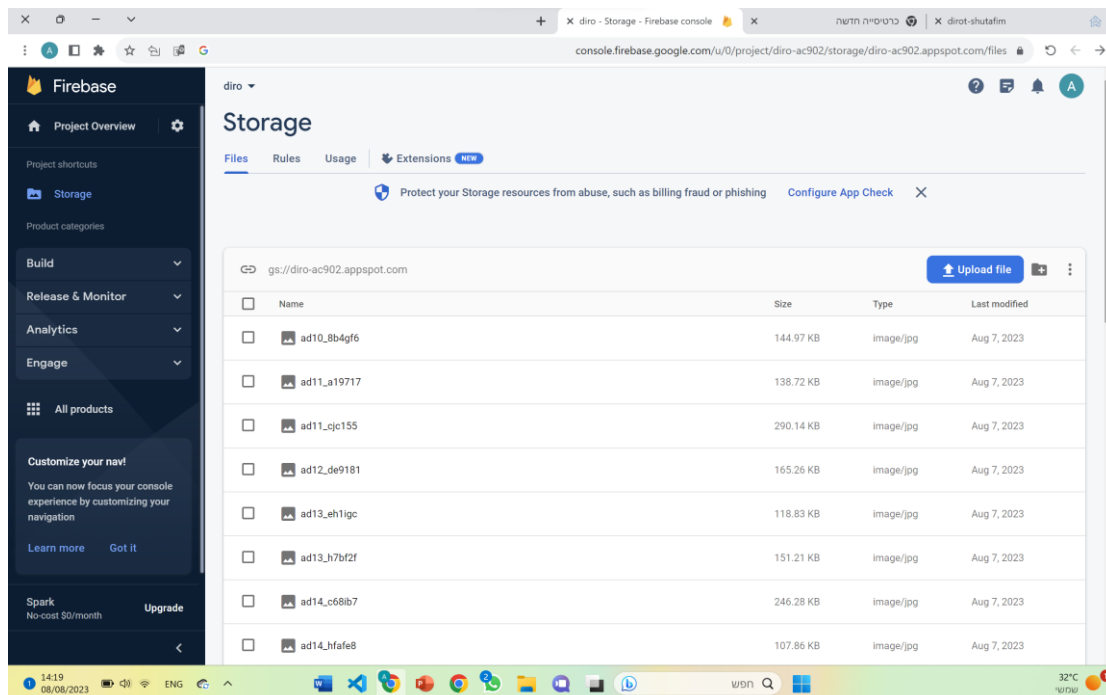 diro - Storage - Firebase console
כרטיסייה חדשה
dirot-shutafim
A
G
console.firebase.google.com/u/0/project/diro-ac902/storage/diro-ac902.appspot.com/files
Firebase
Project Overview
Project shortcuts
Storage
Product categories
Build
Release & Monitor
Analytics
Engage
All products
Customize your nav!
You can now focus your console
experience by customizing your
navigation
Learn more Got it
Spark
No-cost $0/month
Upgrade
diro
A
Storage
Files Rules Usage Extensions NEW
Protect your Storage resources from abuse, such as billing fraud or phishing Configure App Check
gs://diro-ac902.appspot.com
Upload file
Name Size Type Last modified
ad10_8b4gf6 144.97 KB image/jpg Aug 7, 2023
ad11_a19717 138.72 KB image/jpg Aug 7, 2023
ad11_cjc155 290.14 KB image/jpg Aug 7, 2023
ad12_de9181 165.26 KB image/jpg Aug 7, 2023
ad13_eh1igc 118.83 KB image/jpg Aug 7, 2023
ad13_h7bf2f 151.21 KB image/jpg Aug 7, 2023
ad14_c68ib7 246.28 KB image/jpg Aug 7, 2023
ad14_hfafe8 107.86 KB image/jpg Aug 7, 2023
1
14:19
08/08/2023
ENG
2
חפש
32°C
שמשי